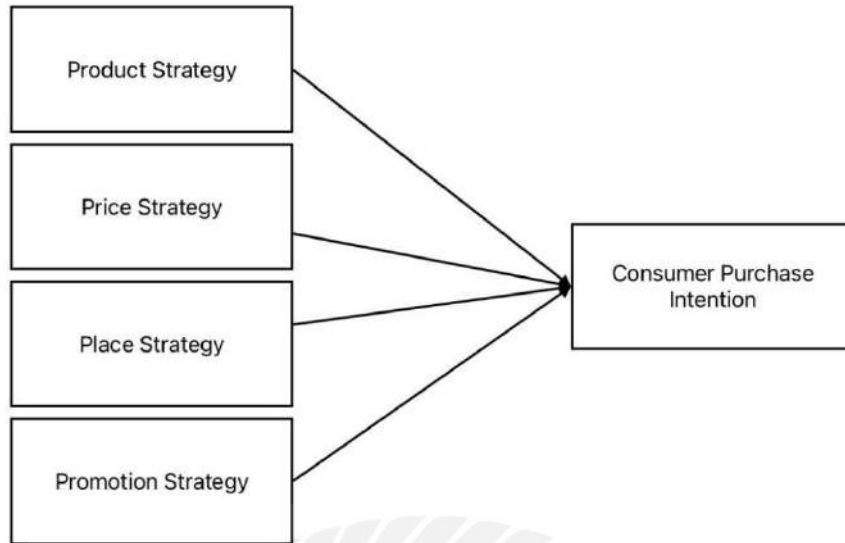 Product Strategy
Price Strategy
Place Strategy
Promotion Strategy
Consumer Purchase
Intention